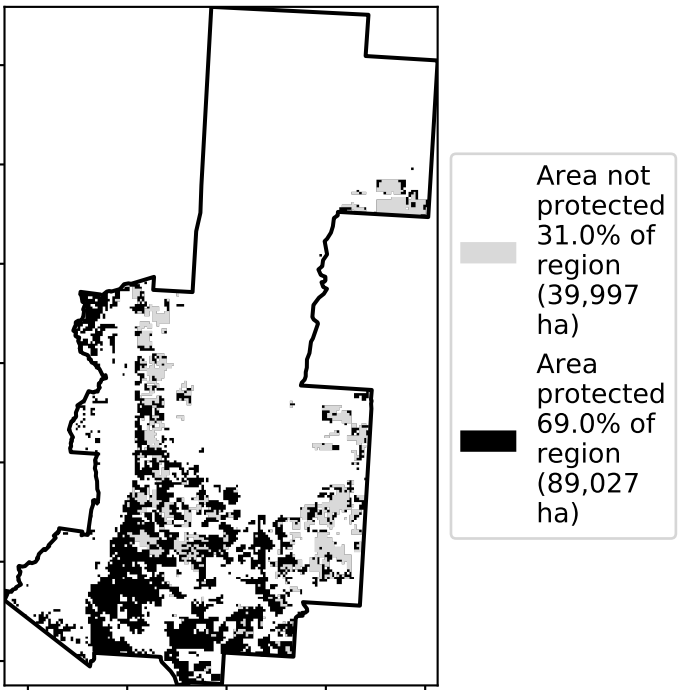 Area not
protected
31.0% of
region
(39,997
ha)
Area
protected
69.0% of
region
(89,027
ha)